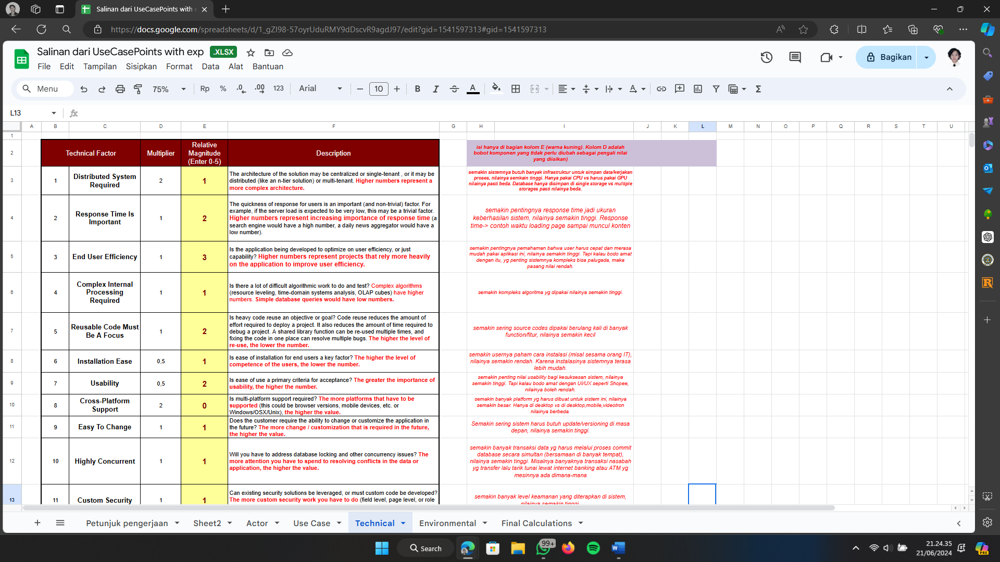 Salinan dari UseCasePoints with e
https://docs.google.com/spreadsheets/d/1_gZI98-57oyrUduRMY9dDscvR9agdJ97/edit?gid=1541597313#gid=1541597313
Salinan dari UseCasePoints with exp .XLSX
File Edit Tampilan Sisipkan Format Data Alat Bantuan
Bagikan
Menu 75% Rp % .0 .00 123 Arial 10
L13 fx
A B C D E F G H I J K L M N O P Q R S T U
1
2
Technical Factor
Multiplier
Relative
Magnitude
(Enter 0-5)
Description
isi hanya di bagian kolom E (warna kuning). Kolom D adalah
bobot komponen yang tidak perlu diubah sebagai pengali nilai
yang diisikan)
3
1
Distributed System
Required
2
1
The architecture of the solution may be centralized or single-tenant , or it may be
distributed (like an n-tier solution) or multi-tenant. Higher numbers represent a
more complex architecture.
semakin sistemnya butuh banyak infrastruktur untuk simpan data/kerjakan
proses, nilainya semkain tinggi. Hanya pakai CPU vs harus pakai GPU
nilainya pasti beda. Database hanya disimpan di single storage vs multiple
storages pasti nilainya beda.
4
2
Response Time Is
Important
1
2
The quickness of response for users is an important (and non-trivial) factor. For
example, if the server load is expected to be very low, this may be a trivial factor.
Higher numbers represent increasing importance of response time (a
search engine would have a high number, a daily news aggregator would have a
low number).
semakin pentingnya response time jadi ukuran
keberhasilan sistem, nilainya semakin tinggi. Response
time-> contoh waktu loading page sampai muncul konten
5
3
End User Efficiency
1
3
Is the application being developed to optimize on user efficiency, or just
capability? Higher numbers represent projects that rely more heavily
on the application to improve user efficiency.
semakin pentingnya pemahaman bahwa user harus cepat dan merasa
mudah pakai aplikasi ini, nilainya semakin tinggi. Tapi kalau bodo amat
dengan itu, yg penting sistemnya kompleks bisa palugada, maka
pasang nilai rendah.
6
4
Complex Internal
Processing
Required
1
1
Is there a lot of difficult algorithmic work to do and test? Complex algorithms
(resource leveling, time-domain systems analysis, OLAP cubes) have higher
numbers. Simple database queries would have low numbers.
semakin kompleks algoritma yg dipakai nilainya semakin tinggi.
7
5
Reusable Code Must
Be A Focus
1
2
Is heavy code reuse an objective or goal? Code reuse reduces the amount of
effort required to deploy a project. It also reduces the amount of time required to
debug a project. A shared library function can be re-used multiple times, and
fixing the code in one place can resolve multiple bugs. The higher the level of
re-use, the lower the number.
semakin sering source codes dipakai berulang kali di banyak
function/fitur, nilainya semakin kecil
8
6
Installation Ease
0,5
1
Is ease of installation for end users a key factor? The higher the level of
competence of the users, the lower the number.
semakin usernya paham cara instalasi (misal sesama orang IT),
nilainya semakin rendah. Karena instalasinya sistemnya terasa
lebih mudah.
9
7
Usability
0,5
2
Is ease of use a primary criteria for acceptance? The greater the importance of
usability, the higher the number.
semakin penting nilai usability bagi kesuksesan sistem, nilainya
semakin tinggi. Tapi kalau bodo amat dengan UI/UX seperti Shopee,
nilainya boleh rendah.
10
8
Cross-Platform
Support
2
0
Is multi-platform support required? The more platforms that have to be
supported (this could be browser versions, mobile devices, etc. or
Windows/OSX/Unix), the higher the value.
semakin banyak platform yg harus dibuat untuk sistem ini, nilainya
semakin besar. Hanya di desktop vs di desktop,mobile,videotron
nilainya berbeda.
11
9
Easy To Change
1
1
Does the customer require the ability to change or customize the application in
the future? The more change / customization that is required in the future,
the higher the value.
Semakin sering sistem harus butuh update/versioning di masa
depan, nilainya semakin tinggi.
12
10
Highly Concurrent
1
1
Will you have to address database locking and other concurrency issues? The
more attention you have to spend to resolving conflicts in the data or
application, the higher the value.
semakin banyak transaksi data yg harus melalui proses commit
database secara simultan (bersamaan di banyak tempat),
nilainya semakin tinggi. Misalnya banyaknya transaksi nasabah
yg transfer lalu tarik tunai lewat internet banking atau ATM yg
mesinnya ada dimana-mana
13
11
Custom Security
1
1
Can existing security solutions be leveraged, or must custom code be developed?
The more custom security work you have to do (field level, page level, or role
semakin banyak level keamanan yang diterapkan di sistem,
nilainya semakin tinggi
Petunjuk pengerjaan Sheet2 Actor Use Case Technical Environmental Final Calculations
Search
99+
21.24.35
21/06/2024
PRE